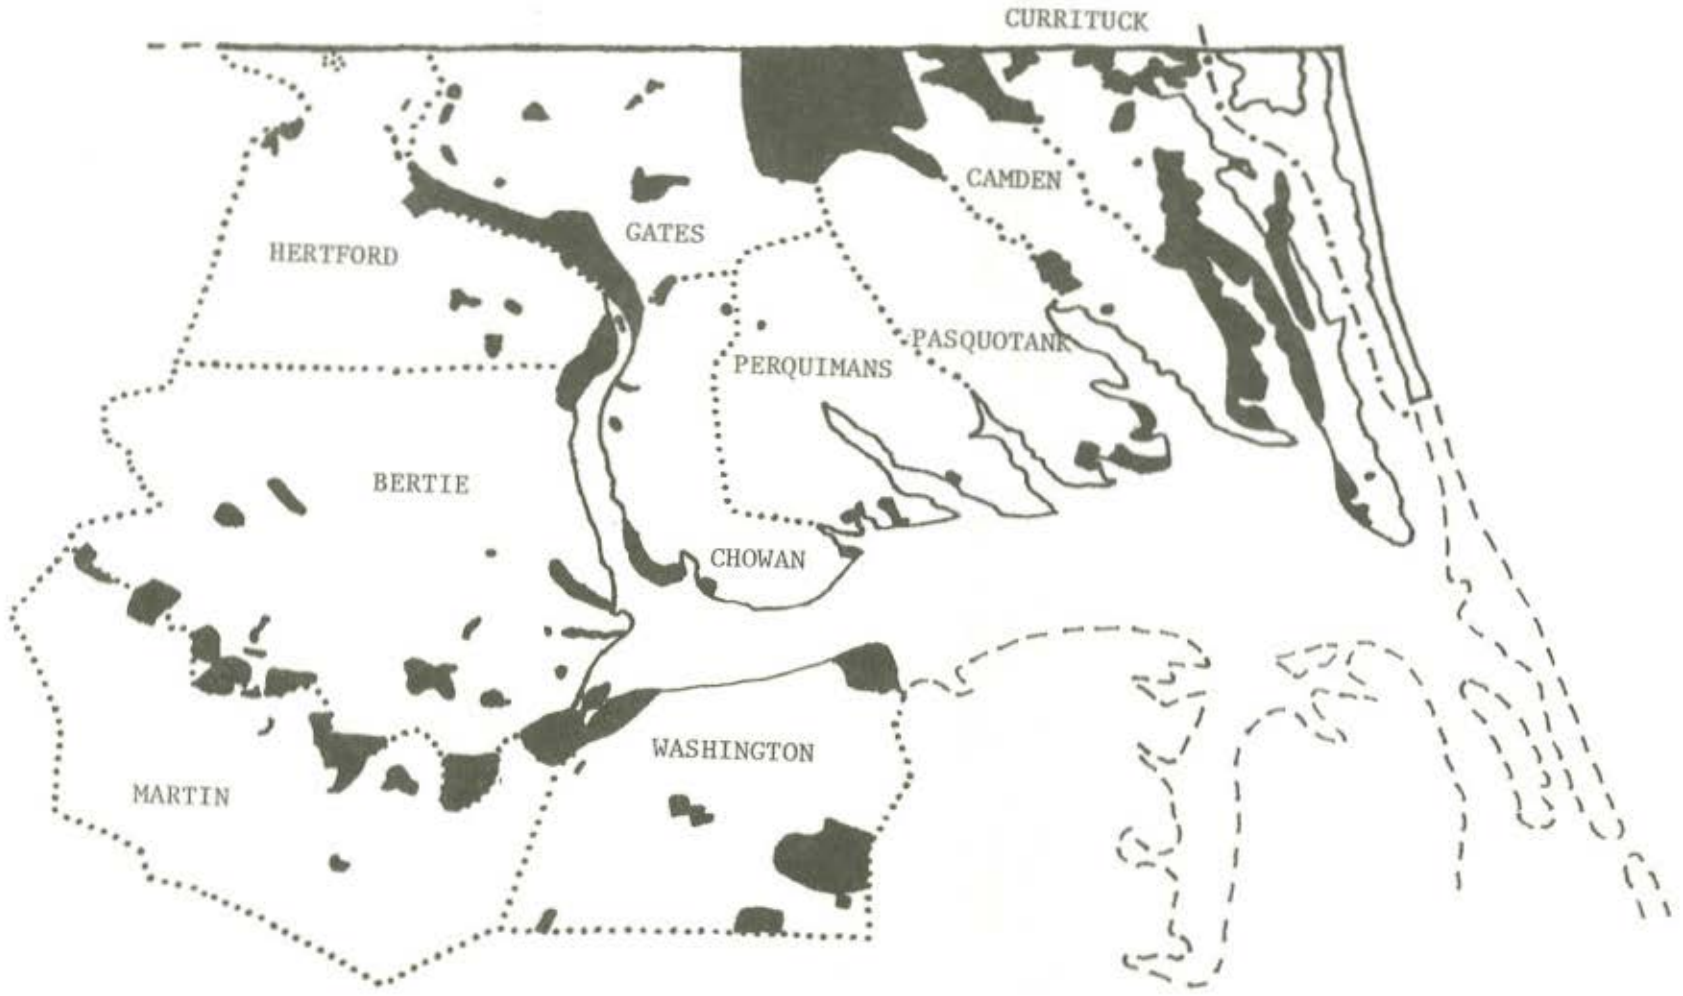 CURRITUCK
CAMDEN
GATES
HERTFORD
PASQUOTANK
PERQUIMANS
BERTIE
CHOWAN
WASHINGTON
MARTIN